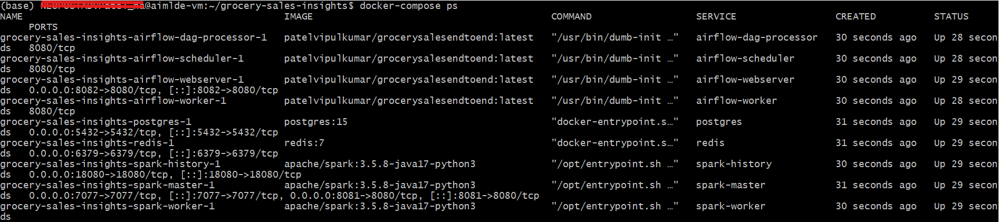 (base) @aimlde-vm:~/grocery-sales-insights$ docker-compose ps
NAME IMAGE COMMAND SERVICE CREATED STATUS
PORTS
grocery-sales-insights-airflow-dag-processor-1 patelvipulkumar/grocerysalesendtoend:latest "/usr/bin/dumb-init …" airflow-dag-processor 30 seconds ago Up 28 secon
ds 8080/tcp
grocery-sales-insights-airflow-scheduler-1 patelvipulkumar/grocerysalesendtoend:latest "/usr/bin/dumb-init …" airflow-scheduler 30 seconds ago Up 28 secon
ds 8080/tcp
grocery-sales-insights-airflow-webserver-1 patelvipulkumar/grocerysalesendtoend:latest "/usr/bin/dumb-init …" airflow-webserver 30 seconds ago Up 29 secon
ds 0.0.0.0:8082->8080/tcp, [::]:8082->8080/tcp
grocery-sales-insights-airflow-worker-1 patelvipulkumar/grocerysalesendtoend:latest "/usr/bin/dumb-init …" airflow-worker 30 seconds ago Up 28 secon
ds 8080/tcp
grocery-sales-insights-postgres-1 postgres:15 "docker-entrypoint.s…" postgres 31 seconds ago Up 29 secon
ds 0.0.0.0:5432->5432/tcp, [::]:5432->5432/tcp
grocery-sales-insights-redis-1 redis:7 "docker-entrypoint.s…" redis 31 seconds ago Up 29 secon
ds 0.0.0.0:6379->6379/tcp, [::]:6379->6379/tcp
grocery-sales-insights-spark-history-1 apache/spark:3.5.8-java17-python3 "/opt/entrypoint.sh …" spark-history 30 seconds ago Up 29 secon
ds 0.0.0.0:18080->18080/tcp, [::]:18080->18080/tcp
grocery-sales-insights-spark-master-1 apache/spark:3.5.8-java17-python3 "/opt/entrypoint.sh …" spark-master 31 seconds ago Up 29 secon
ds 0.0.0.0:7077->7077/tcp, [::]:7077->7077/tcp, 0.0.0.0:8081->8080/tcp, [::]:8081->8080/tcp
grocery-sales-insights-spark-worker-1 apache/spark:3.5.8-java17-python3 "/opt/entrypoint.sh …" spark-worker 30 seconds ago Up 29 secon
ds